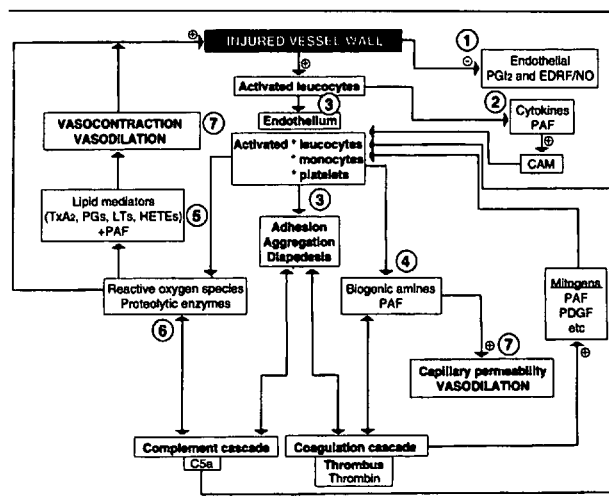 INJURED VESSEL WALL
⊕
⊖
1
Endothelial
PGI2 and EDRF/NO
⊕
Activated leucocytes
3
Endothelium
2
Cytokines
PAF
⊕
CAM
VASOCONTRACTION
VASODILATION
7
Activated * leucocytes
* monocytes
* platelets
Lipid mediators
(TxA2, PGs, LTs, HETEs)
+PAF
5
3
Adhesion
Aggregation
Diapedesis
4
Reactive oxygen species
Proteolytic enzymes
6
Biogenic amines
PAF
Mitogens
PAF
PDGF
etc
⊕
⊕
7
Capillary permeability
VASODILATION
Complement cascade
C5a
Coagulation cascade
Thrombus
Thrombin